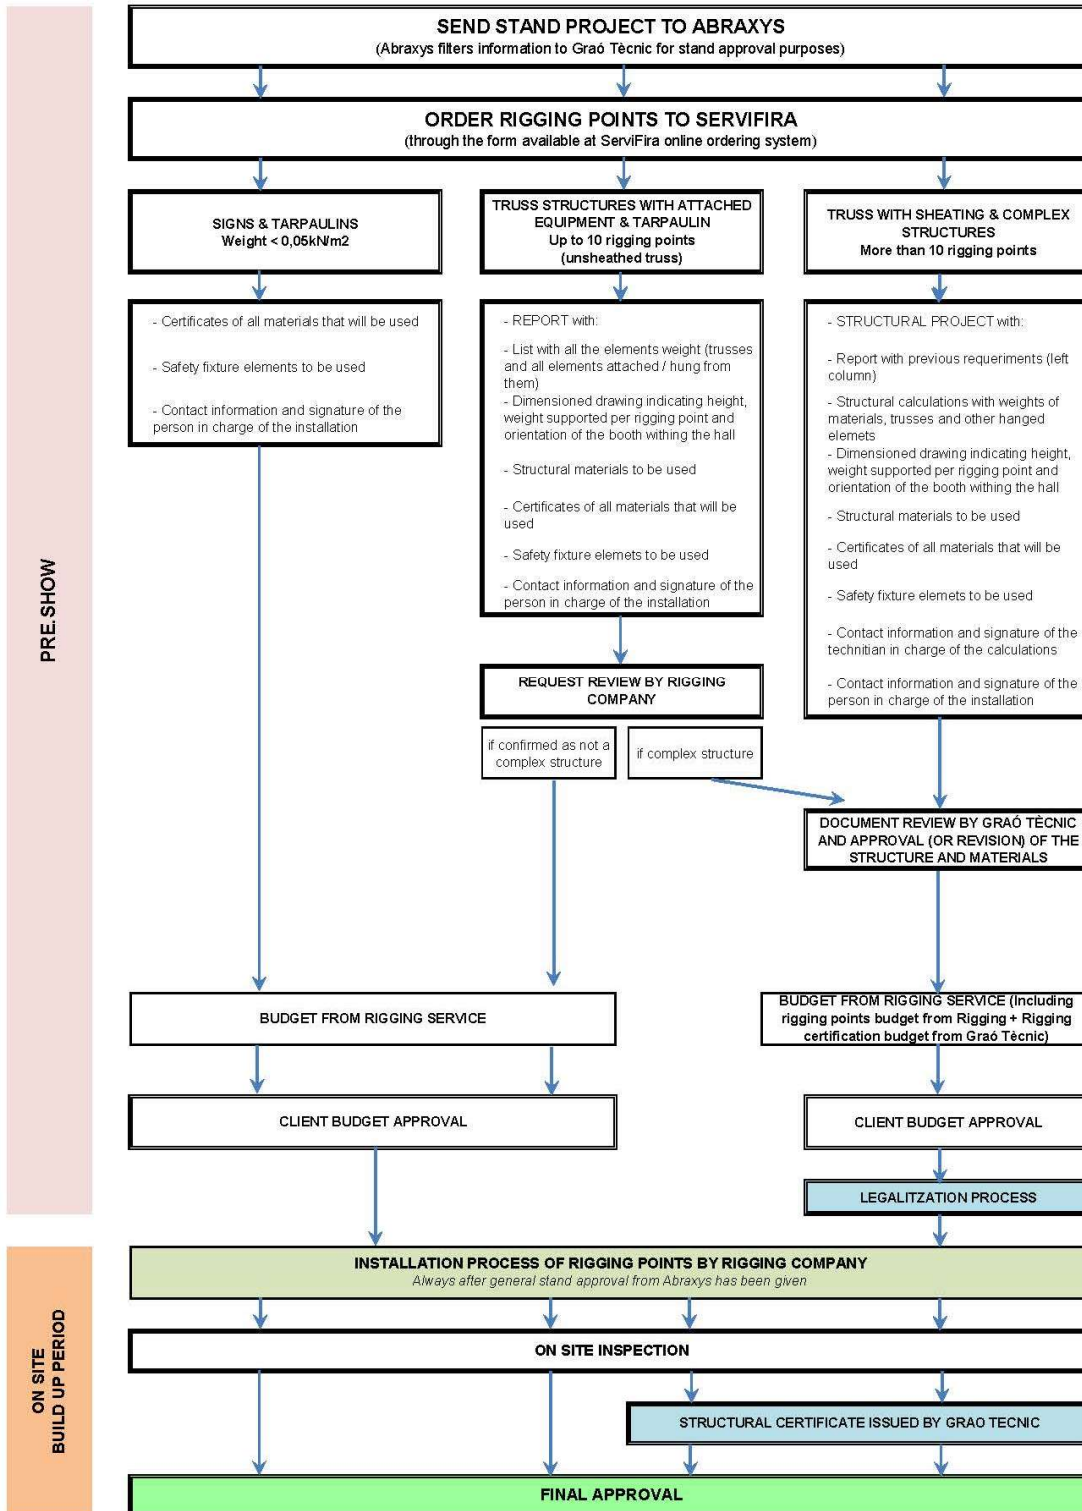 SEND STAND PROJECT TO ABRAXYS
(Abraxys filters information to Graó Tècnic for stand approval purposes)
ORDER RIGGING POINTS TO SERVIFIRA
(through the form available at ServiFira online ordering system)
SIGNS & TARPAULINS
Weight < 0,05kN/m2
TRUSS STRUCTURES WITH ATTACHED
EQUIPMENT & TARPAULIN
Up to 10 rigging points
(unsheathed truss)
TRUSS WITH SHEATING & COMPLEX
STRUCTURES
More than 10 rigging points
- Certificates of all materials that will be used
- Safety fixture elements to be used
- Contact information and signature of the
person in charge of the installation
- REPORT with:
- List with all the elements weight (trusses
and all elements attached / hung from
them)
- Dimensioned drawing indicating height,
weight supported per rigging point and
orientation of the booth withing the hall
- Structural materials to be used
- Certificates of all materials that will be
used
- Safety fixture elemets to be used
- Contact information and signature of the
person in charge of the installation
- STRUCTURAL PROJECT with:
- Report with previous requeriments (left
column)
- Structural calculations with weights of
materials, trusses and other hanged
elemets
- Dimensioned drawing indicating height,
weight supported per rigging point and
orientation of the booth withing the hall
- Structural materials to be used
- Certificates of all materials that will be
used
- Safety fixture elemets to be used
- Contact information and signature of the
technitian in charge of the calculations
- Contact information and signature of the
person in charge of the installation
PRE. SHOW
REQUEST REVIEW BY RIGGING
COMPANY
if confirmed as not a
complex structure
if complex structure
DOCUMENT REVIEW BY GRAÓ TÈCNIC
AND APPROVAL (OR REVISION) OF THE
STRUCTURE AND MATERIALS
BUDGET FROM RIGGING SERVICE
BUDGET FROM RIGGING SERVICE (Including
rigging points budget from Rigging + Rigging
certification budget from Graó Tècnic)
CLIENT BUDGET APPROVAL
CLIENT BUDGET APPROVAL
LEGALITZATION PROCESS
ON SITE
BUILD UP PERIOD
INSTALLATION PROCESS OF RIGGING POINTS BY RIGGING COMPANY
Always after general stand approval from Abraxys has been given
ON SITE INSPECTION
STRUCTURAL CERTIFICATE ISSUED BY GRAO TECNIC
FINAL APPROVAL